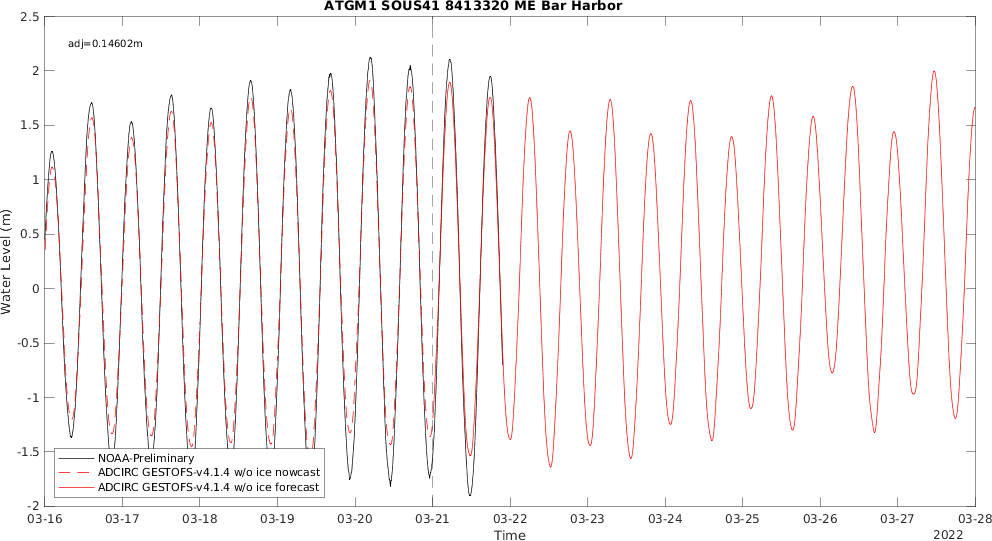 ATGM1 SOUS41 8413320 ME Bar Harbor
adj=0.14602m
2.5
2
1.5
1
0.5
0
-0.5
-1
-1.5
-2
Water Level (m)
NOAA-Preliminary
ADCIRC GESTOFS-v4.1.4 w/o ice nowcast
ADCIRC GESTOFS-v4.1.4 w/o ice forecast
03-16 03-17 03-18 03-19 03-20 03-21 03-22 03-23 03-24 03-25 03-26 03-27 03-28
Time
2022